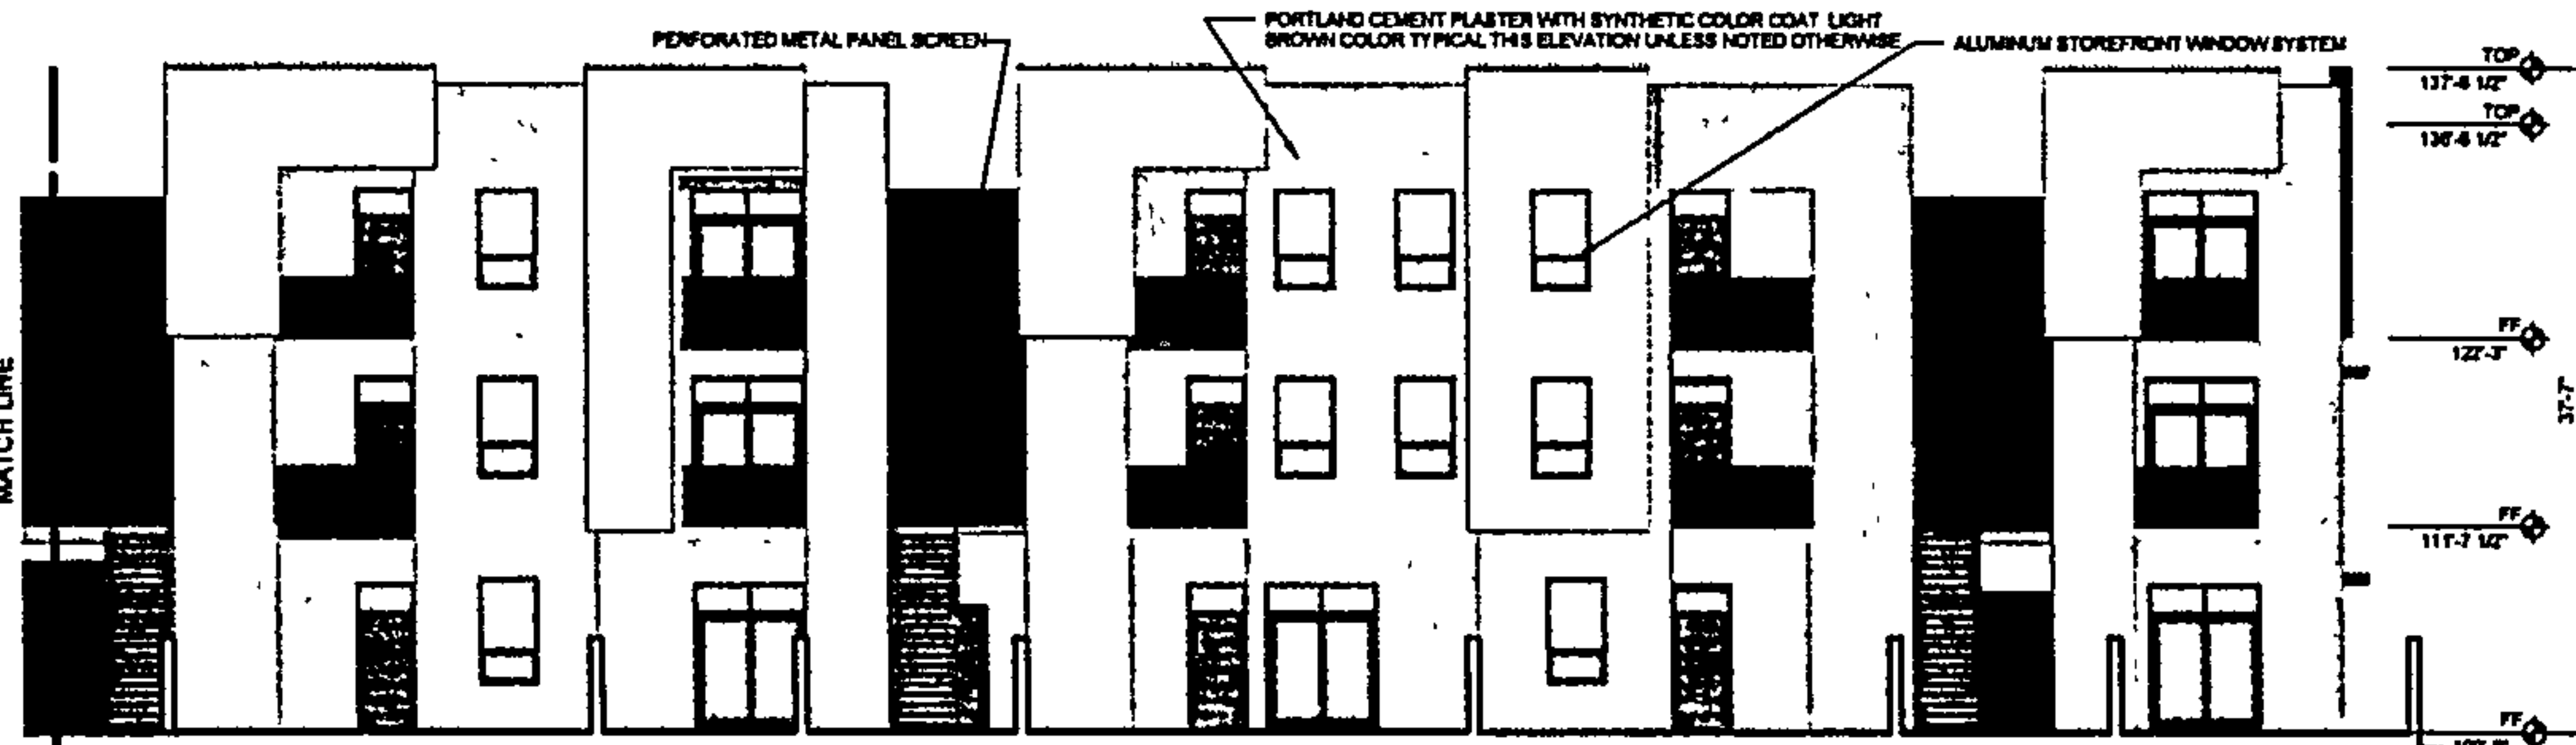 PERFORATED METAL PANEL SCREEN
PORTLAND CEMENT PLASTER WITH SYNTHETIC COLOR COAT LIGHT
BROWN COLOR TYPICAL THIS ELEVATION UNLESS NOTED OTHERWISE
ALUMINUM STOREFRONT WINDOW SYSTEM
TOP
137'-6 1/2"
TOP
136'-6 1/2"
FF
122'-3"
37'-7"
FF
111'-7 1/2"
FF
MATCH LINE